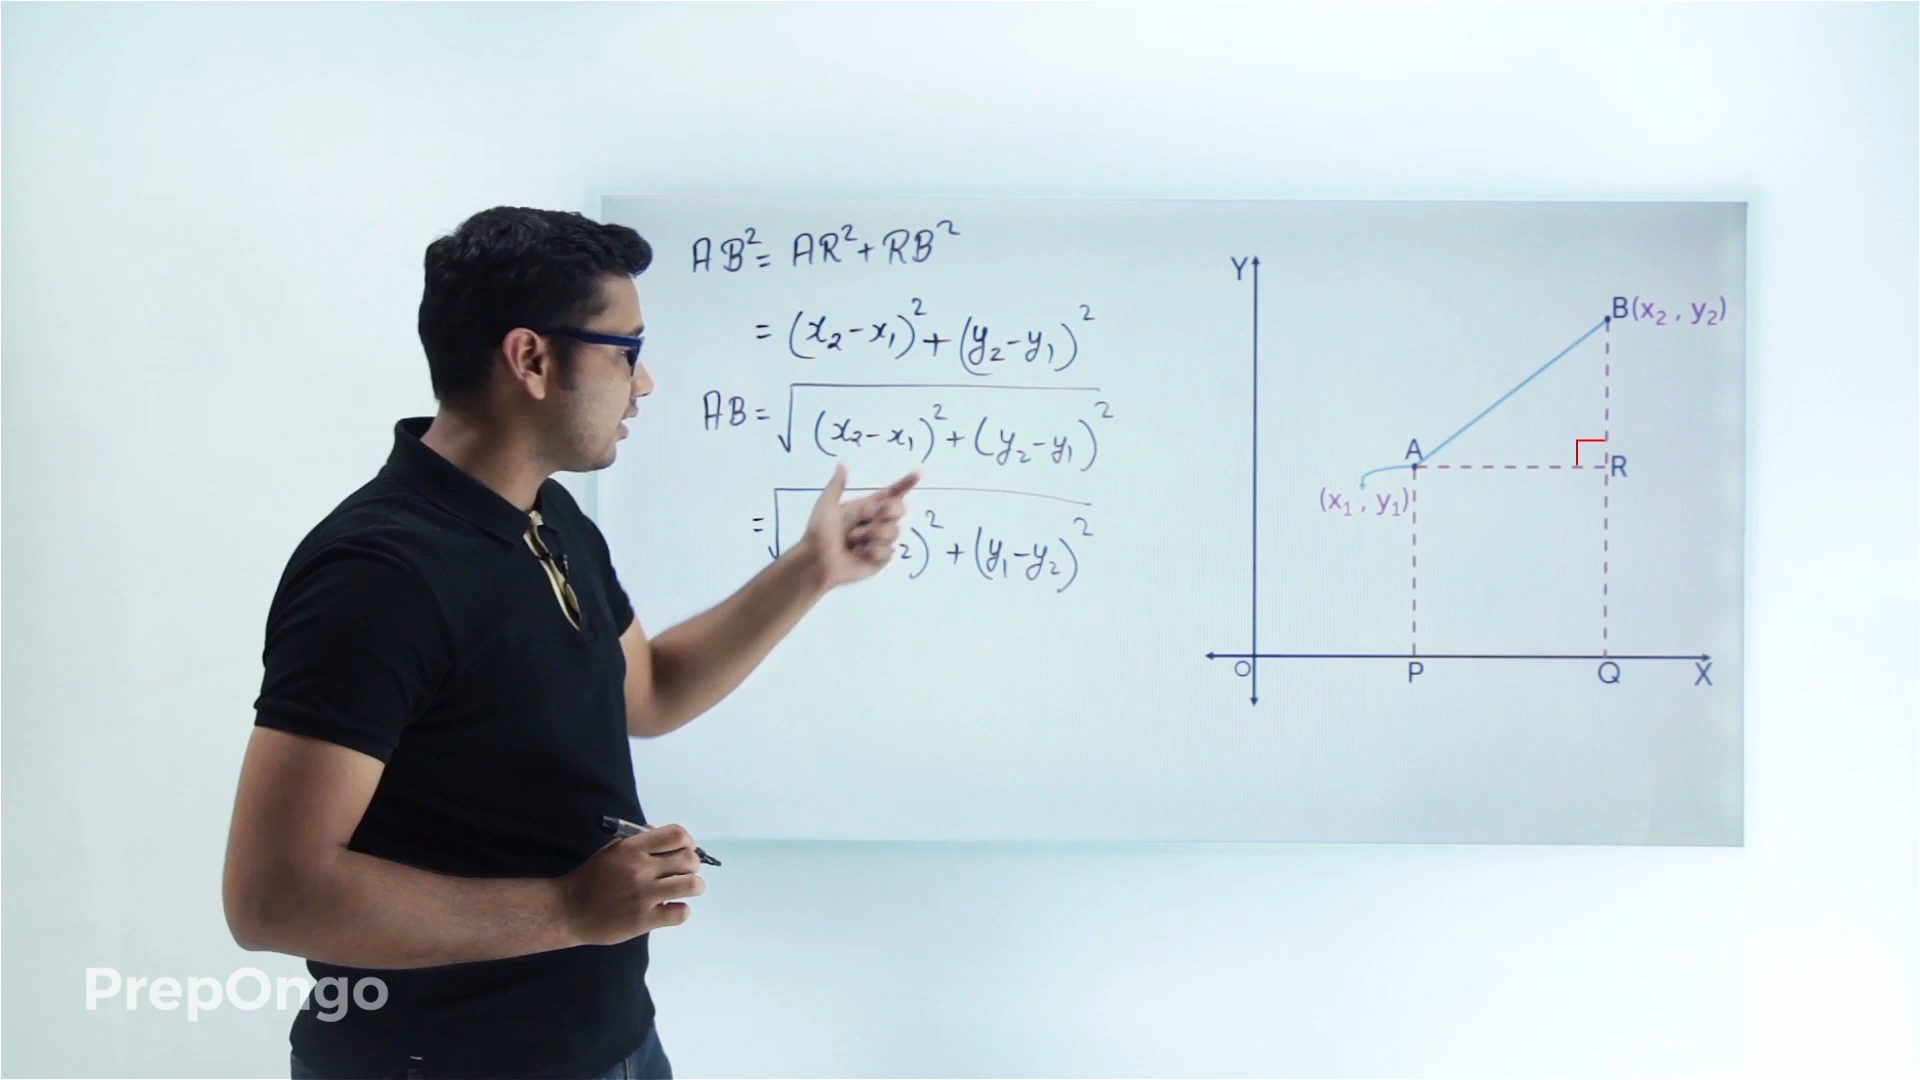 AB² = AR² + RB²
= (x₂ - x₁)² + (y₂ - y₁)²
AB = √(x₂ - x₁)² + (y₂ - y₁)²
= √ ₂)² + (y₁ - y₂)²
Y
B(x₂ , y₂)
A
R
(x₁ , y₁)
O
P
Q
X
PrepOngo